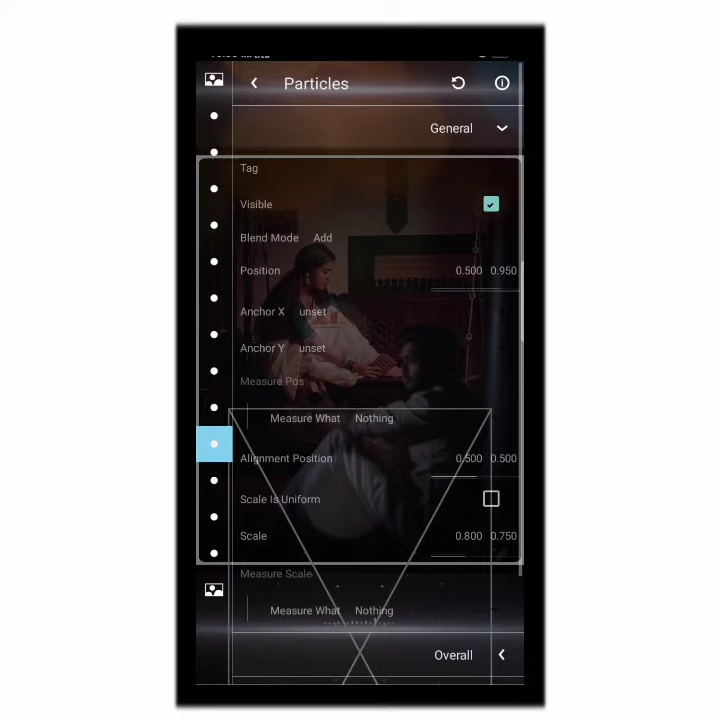 Particles
General
Tag
Visible
Blend Mode Add
Position 0.500 0.950
Anchor X unset
Anchor Y unset
Measure Pos
Measure What Nothing
Alignment Position 0.500 0.500
Scale Is Uniform
Scale 0.800 0.750
Measure Scale
Measure What Nothing
Overall